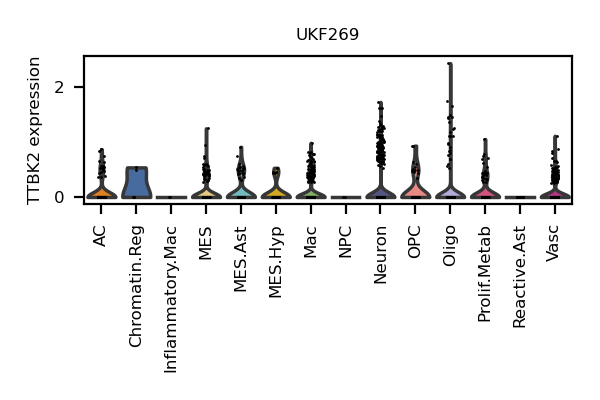 UKF269
TTBK2 expression
2
0
AC
Chromatin.Reg
Inflammatory.Mac
MES
MES.Ast
MES.Hyp
Mac
NPC
Neuron
OPC
Oligo
Prolif.Metab
Reactive.Ast
Vasc